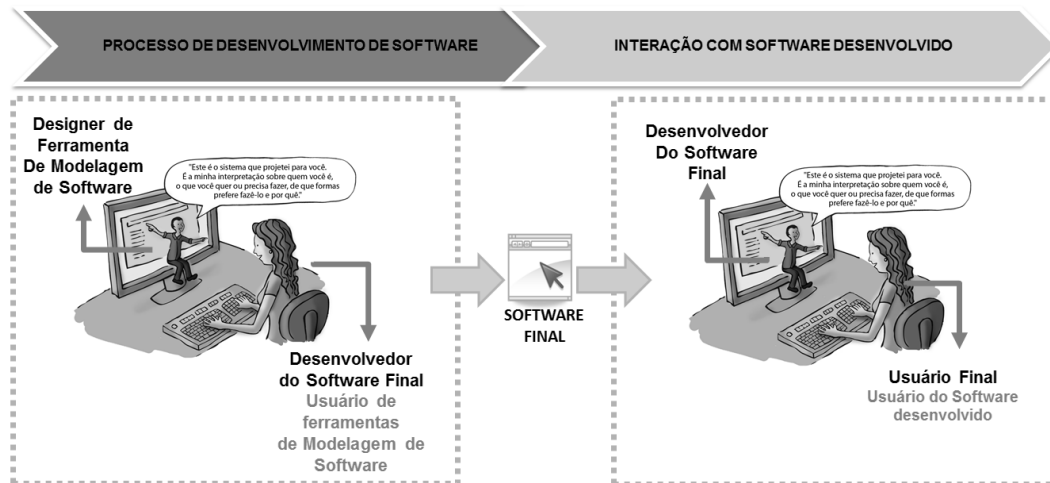 PROCESSO DE DESENVOLVIMENTO DE SOFTWARE
INTERAÇÃO COM SOFTWARE DESENVOLVIDO
Designer de
Ferramenta
De Modelagem
de Software
"Este é o sistema que projetei para você.
É a minha interpretação sobre quem você é,
o que você quer ou precisa fazer, de que formas
prefere fazê-lo e por quê."
Desenvolvedor
do Software Final
Usuário de
ferramentas
de Modelagem de
Software
SOFTWARE
FINAL
Desenvolvedor
Do Software
Final
"Este é o sistema que projetei para você.
É a minha interpretação sobre quem você é,
o que você quer ou precisa fazer, de que formas
prefere fazê-lo e por quê."
Usuário Final
Usuário do Software
desenvolvido